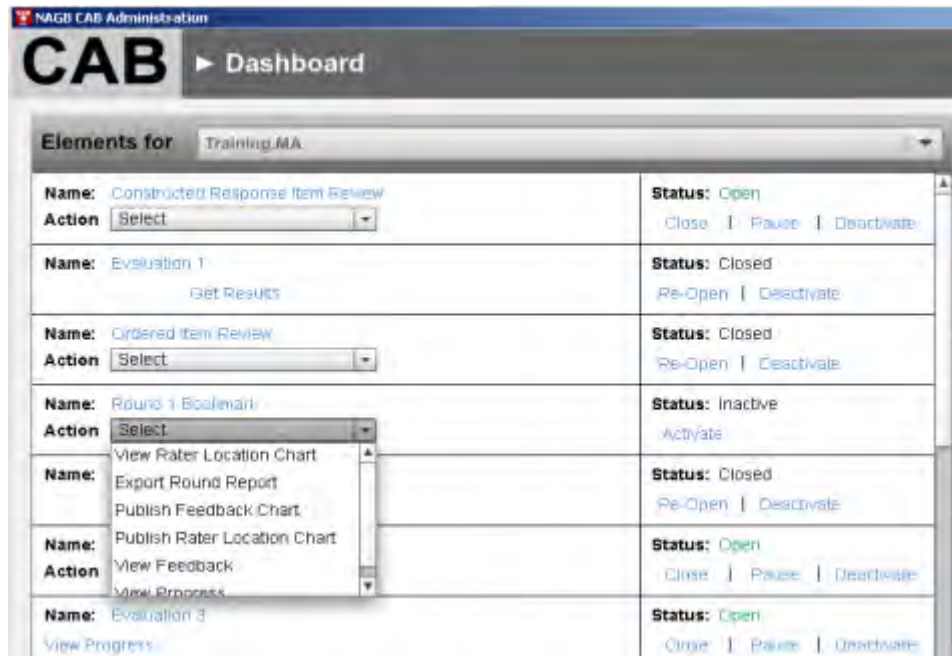 NAGB CAB Administration
CAB ► Dashboard
Elements for Training.MA
Name: Constructed Response Item Review
Status: Open
Action Select
Close | Pause | Deactivate
Name: Evaluation 1
Status: Closed
Get Results
Re-Open | Deactivate
Name: Ordered Item Review
Status: Closed
Action Select
Re-Open | Deactivate
Name: Round 1 Bookmark
Status: Inactive
Action Select
Activate
View Rater Location Chart
Export Round Report
Publish Feedback Chart
Publish Rater Location Chart
View Feedback
View Progress
Name:
Status: Closed
Re-Open | Deactivate
Name:
Status: Open
Action
Close | Pause | Deactivate
Name: Evaluation 3
Status: Open
View Progress
Close | Pause | Deactivate